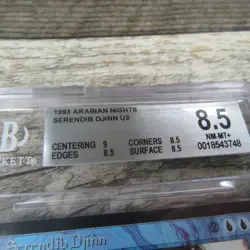 1993 ARABIAN NIGHTS
SERENDIB DJINN U2
8.5
NM-MT+
CENTERING 9 CORNERS 8.5
EDGES 8.5 SURFACE 8.5
0018543748
B
CKETT
Serendib Djinn